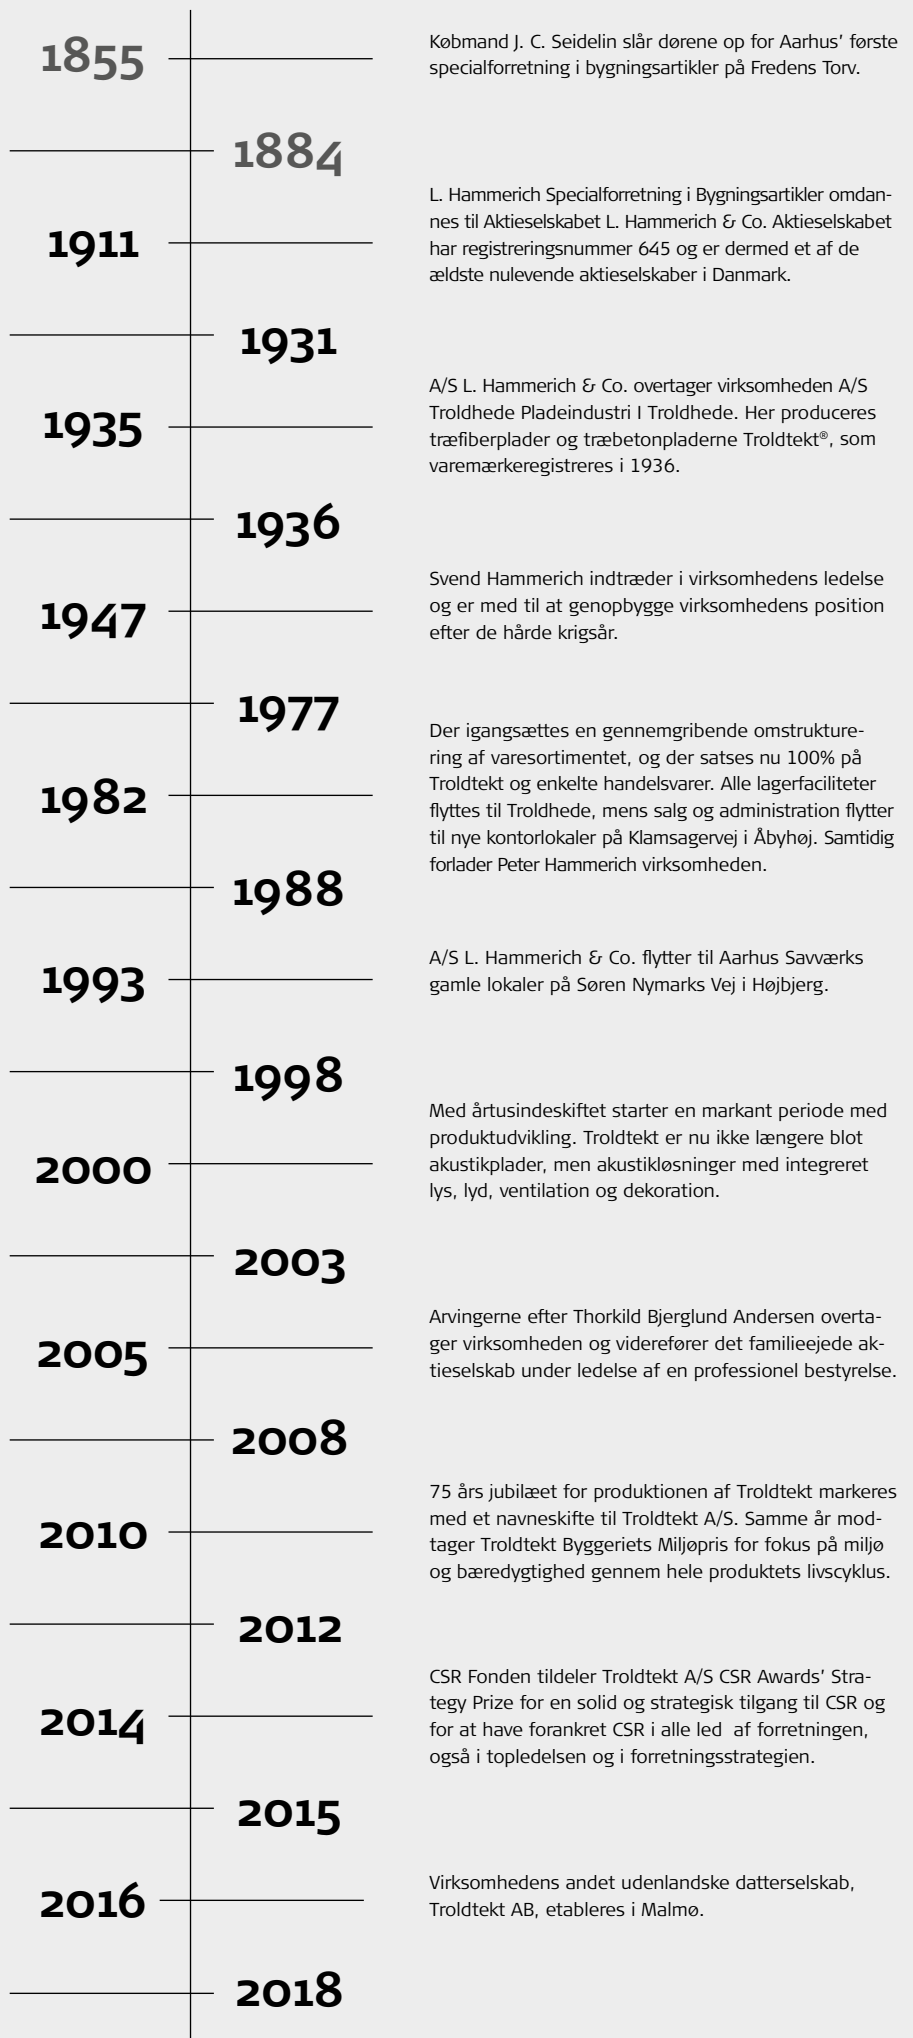 1855
Købmand J. C. Seidelin slår dørene op for Aarhus’ første
specialforretning i bygningsartikler på Fredens Torv.
1884
1911
L. Hammerich Specialforretning i Bygningsartikler omdan-
nes til Aktieselskabet L. Hammerich & Co. Aktieselskabet
har registreringsnummer 645 og er dermed et af de
ældste nulevende aktieselskaber i Danmark.
1931
1935
A/S L. Hammerich & Co. overtager virksomheden A/S
Troldhede Pladeindustri I Troldhede. Her produceres
træfiberplader og træbetonpladerne Troldtekt®, som
varemærkeregistreres i 1936.
1936
1947
Svend Hammerich indtræder i virksomhedens ledelse
og er med til at genopbygge virksomhedens position
efter de hårde krigsår.
1977
1982
Der igangsættes en gennemgribende omstrukture-
ring af varesortimentet, og der satses nu 100% på
Troldtekt og enkelte handelsvarer. Alle lagerfaciliteter
flyttes til Troldhede, mens salg og administration flytter
til nye kontorlokaler på Klamsagervej i Åbyhøj. Samtidig
forlader Peter Hammerich virksomheden.
1988
1993
A/S L. Hammerich & Co. flytter til Aarhus Savværks
gamle lokaler på Søren Nymarks Vej i Højbjerg.
1998
2000
Med årtusindeskiftet starter en markant periode med
produktudvikling. Troldtekt er nu ikke længere blot
akustikplader, men akustikløsninger med integreret
lys, lyd, ventilation og dekoration.
2003
2005
Arvingerne efter Thorkild Bjerglund Andersen overta-
ger virksomheden og viderefører det familieejede ak-
tieselskab under ledelse af en professionel bestyrelse.
2008
2010
75 års jubilæet for produktionen af Troldtekt markeres
med et navneskifte til Troldtekt A/S. Samme år mod-
tager Troldtekt Byggeriets Miljøpris for fokus på miljø
og bæredygtighed gennem hele produktets livscyklus.
2012
2014
CSR Fonden tildeler Troldtekt A/S CSR Awards’ Stra-
tegy Prize for en solid og strategisk tilgang til CSR og
for at have forankret CSR i alle led  af forretningen,
også i topledelsen og i forretningsstrategien.
2015
2016
Virksomhedens andet udenlandske datterselskab,
Troldtekt AB, etableres i Malmø.
2018